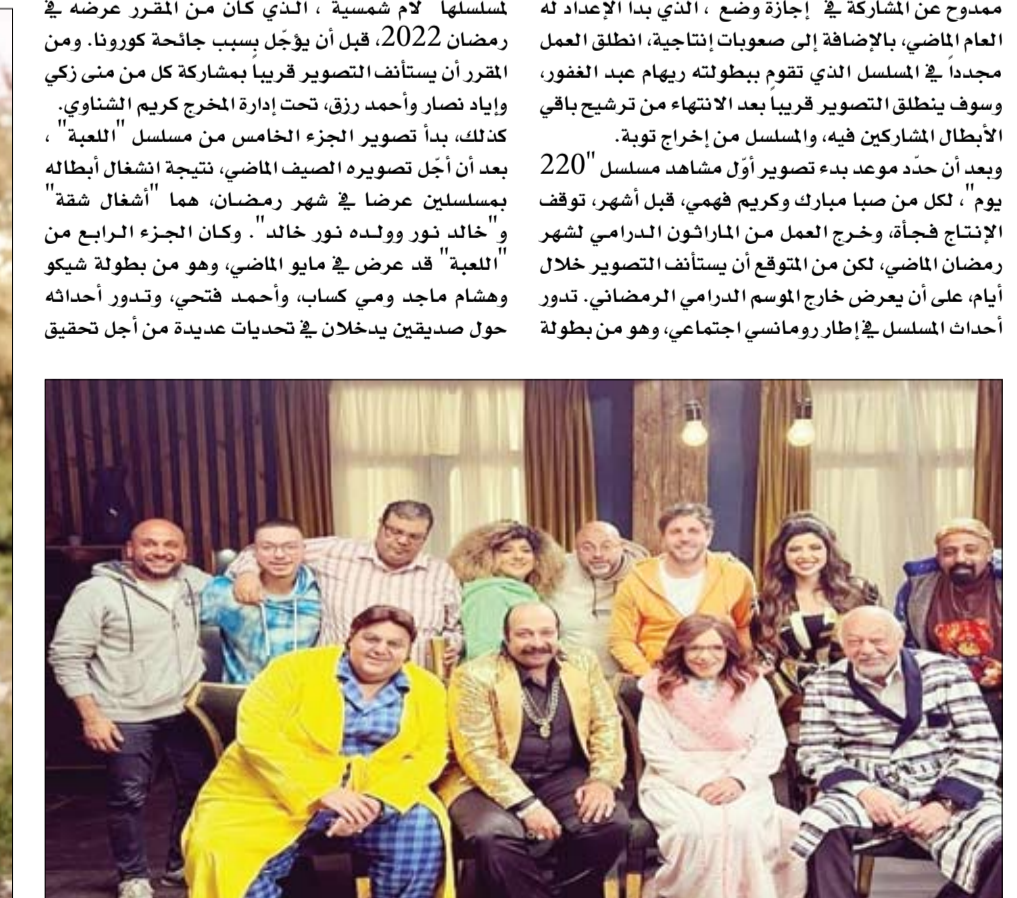 ممدوح عن المشاركة في "إجازة وضع"، الذي بدأ الإعداد له
العام الماضي، بالإضافة إلى صعوبات إنتاجية، انطلق العمل
مجدداً في المسلسل الذي تقوم ببطولته ريهام عبد الغفور،
وسوف ينطلق التصوير قريباً بعد الانتهاء من ترشيح باقي
الأبطال المشاركين فيه، والمسلسل من إخراج توبة.
وبعد أن حدّد موعد بدء تصوير أوّل مشاهد مسلسل "220
يوم"، لكل من صبا مبارك وكريم فهمي، قبل أشهر، توقف
الإنتاج فجأة، وخرج العمل من الماراثون الدرامي لشهر
رمضان الماضي، لكن من المتوقع أن يستأنف التصوير خلال
أيام، على أن يعرض خارج الموسم الدرامي الرمضاني. تدور
أحداث المسلسل في إطار رومانسي اجتماعي، وهو من بطولة
لمسلسلها "لام شمسية"، الذي كان من المقرر عرضه في
رمضان 2022، قبل أن يؤجّل بسبب جائحة كورونا. ومن
المقرر أن يستأنف التصوير قريباً بمشاركة كل من منى زكي
وإياد نصار وأحمد رزق، تحت إدارة المخرج كريم الشناوي.
كذلك، بدأ تصوير الجزء الخامس من مسلسل "اللعبة" ،
بعد أن أجّل تصويره الصيف الماضي، نتيجة انشغال أبطاله
بمسلسلين عرضا في شهر رمضان، هما "أشغال شقة"
و"خالد نور وولده نور خالد". وكان الجزء الرابع من
"اللعبة" قد عرض في مايو الماضي، وهو من بطولة شيكو
وهشام ماجد ومي كساب، وأحمد فتحي، وتدور أحداثه
حول صديقين يدخلان في تحديات عديدة من أجل تحقيق